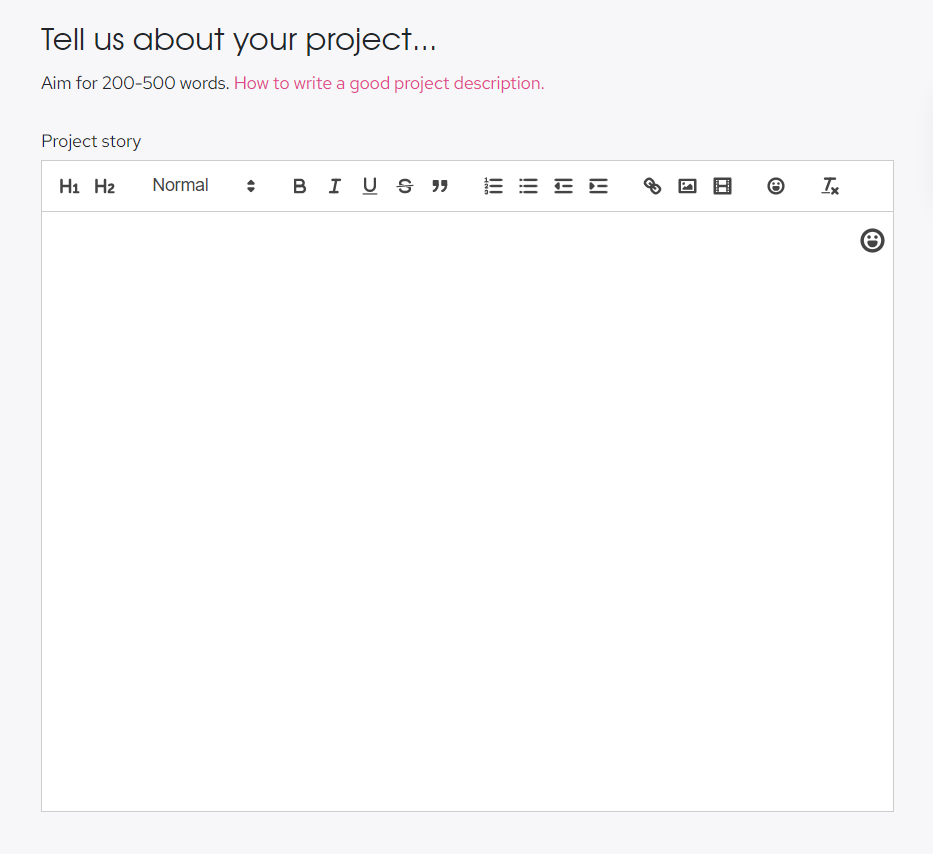 Tell us about your project...
Aim for 200-500 words. How to write a good project description.
Project story
H1 H2 Normal B I U S